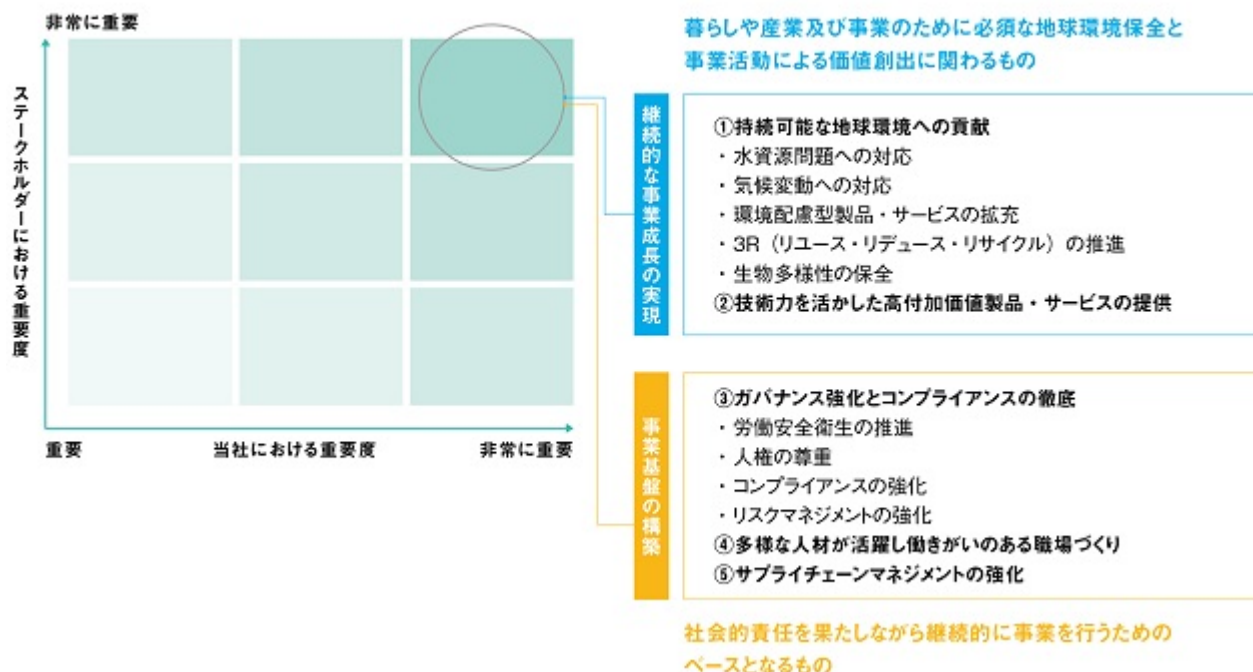 非常に重要
ステークホルダーにおける重要度
重要
当社における重要度
非常に重要
暮らしや産業及び事業のために必須な地球環境保全と
事業活動による価値創出に関わるもの
継続的な事業成長の実現
①持続可能な地球環境への貢献
・水資源問題への対応
・気候変動への対応
・環境配慮型製品・サービスの拡充
・3R（リユース・リデュース・リサイクル）の推進
・生物多様性の保全
②技術力を活かした高付加価値製品・サービスの提供
事業基盤の構築
③ガバナンス強化とコンプライアンスの徹底
・労働安全衛生の推進
・人権の尊重
・コンプライアンスの強化
・リスクマネジメントの強化
④多様な人材が活躍し働きがいのある職場づくり
⑤サプライチェーンマネジメントの強化
社会的責任を果たしながら継続的に事業を行うための
ベースとなるもの